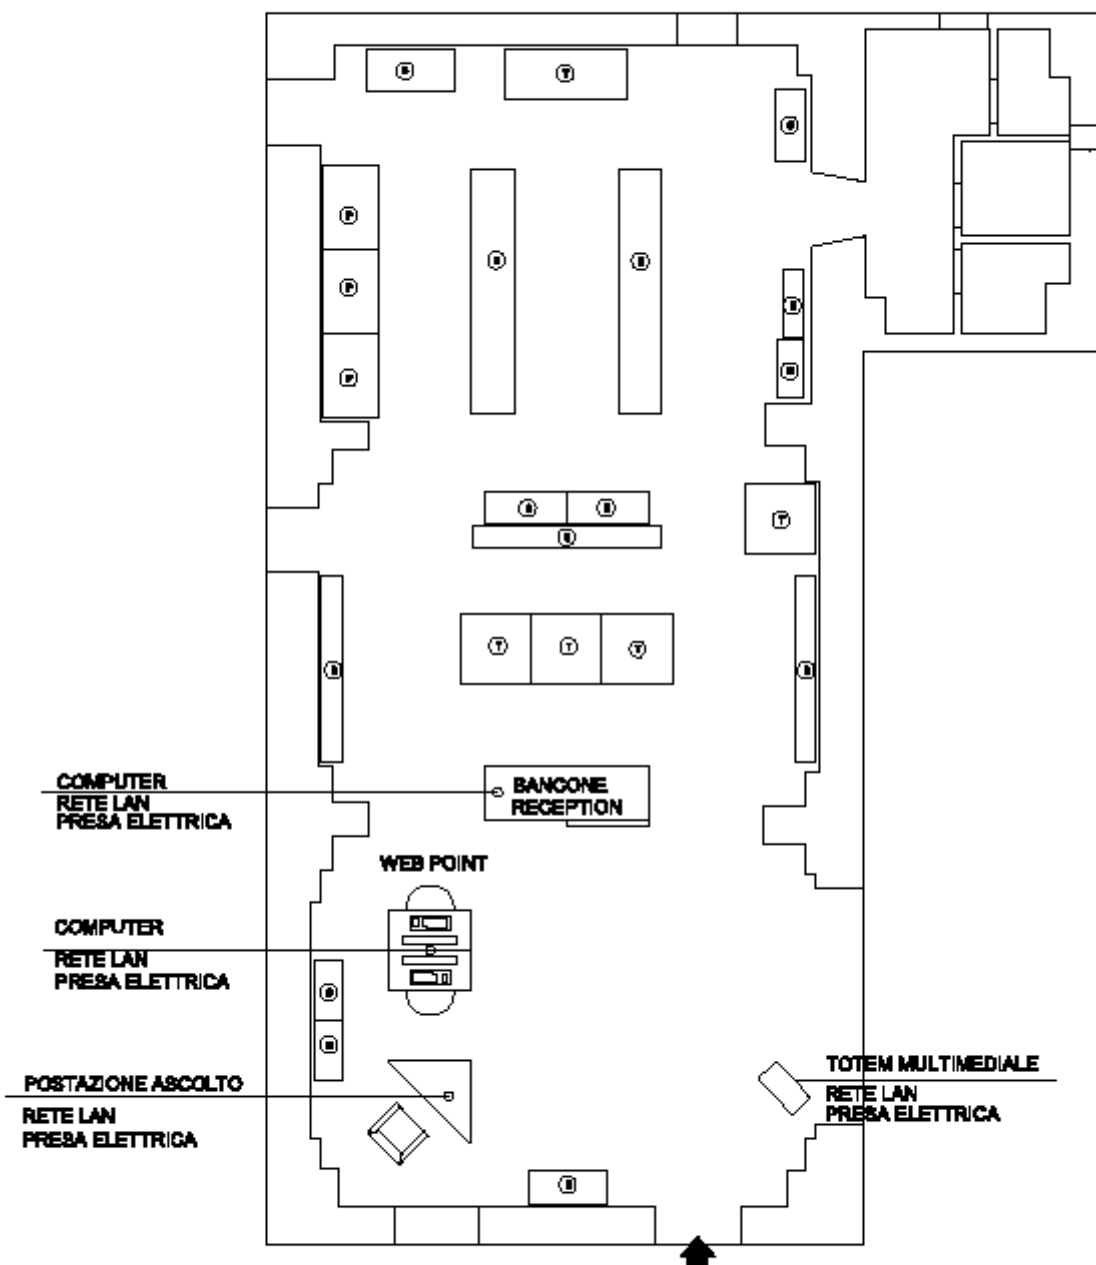 T
P
P
P
T
T
T
T
COMPUTER
RETE LAN
PRESA ELETTRICA
BANCONE
RECEPTION
WEB POINT
COMPUTER
RETE LAN
PRESA ELETTRICA
POSTAZIONE ASCOLTO
RETE LAN
PRESA ELETTRICA
TOTEM MULTIMEDIALE
RETE LAN
PRESA ELETTRICA